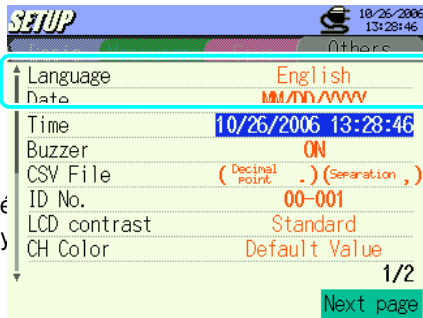 SETUP 10/26/2006
13:28:46
Others
Language English
Date MM/DD/YYYY
Time 10/26/2006 13:28:46
Buzzer ON
CSV File (Decimal Point .)(Separation ,)
ID No. 00-001
LCD contrast Standard
CH Color Default Value
1/2
Next page
é
y